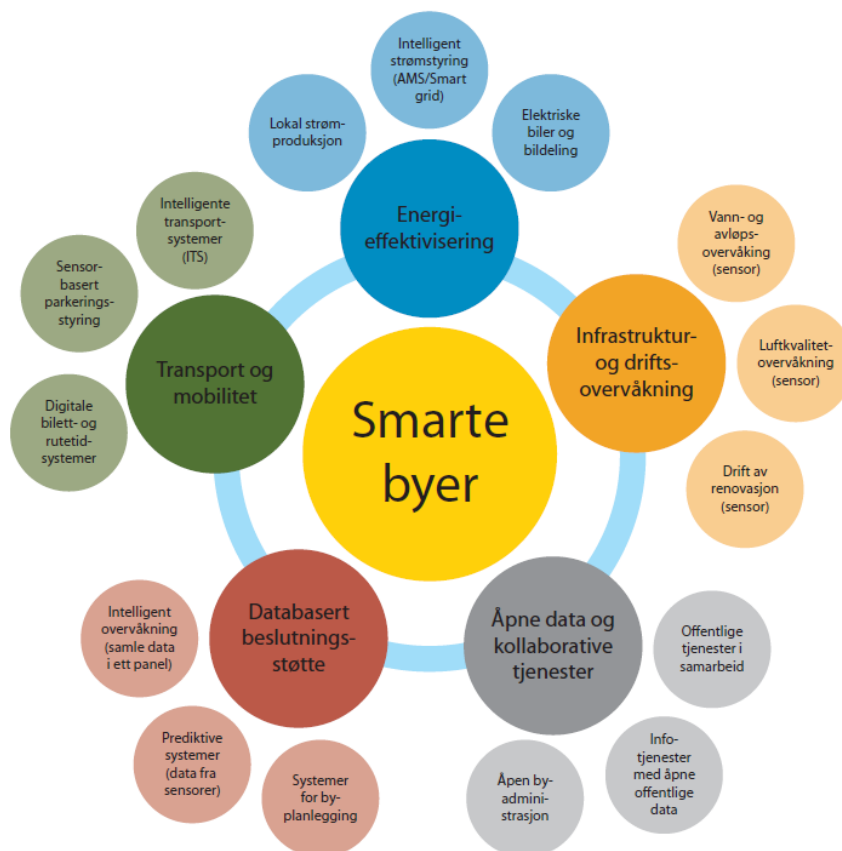 Intelligent
strømstyring
(AMS/Smart
grid)
Lokal strøm-
produksjon
Elektriske
biler og
bildeling
Energi-
effektivisering
Intelligente
transport-
systemer
(ITS)
Sensor-
basert
parkerings-
styring
Digitale
bilett- og
rutetid-
systemer
Transport og
mobilitet
Vann- og
avløps-
overvåking
(sensor)
Luftkvalitet-
overvåkning
(sensor)
Drift av
renovasjon
(sensor)
Infrastruktur-
og drifts-
overvåkning
Smarte
byer
Databasert
beslutnings-
støtte
Intelligent
overvåkning
(samle data
i ett panel)
Prediktive
systemer
(data fra
sensorer)
Systemer
for by-
planlegging
Åpne data og
kollaborative
tjenester
Offentlige
tjenester i
samarbeid
Info-
tjenester
med åpne
offentlige
data
Åpen by-
admini-
strasjon